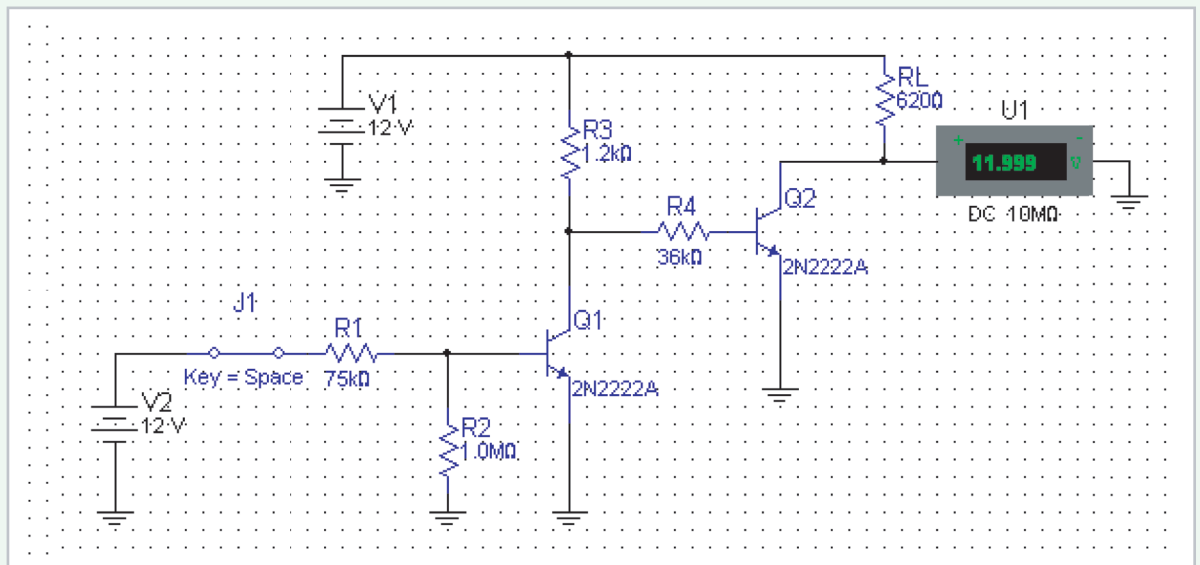 V1
12 V
R3
1.2kΩ
RL
620Ω
U1
+
-
11.999
V
DC 10MΩ
R4
36kΩ
Q2
2N2222A
J1
Key = Space
R1
75kΩ
Q1
2N2222A
V2
12 V
R2
1.0MΩ